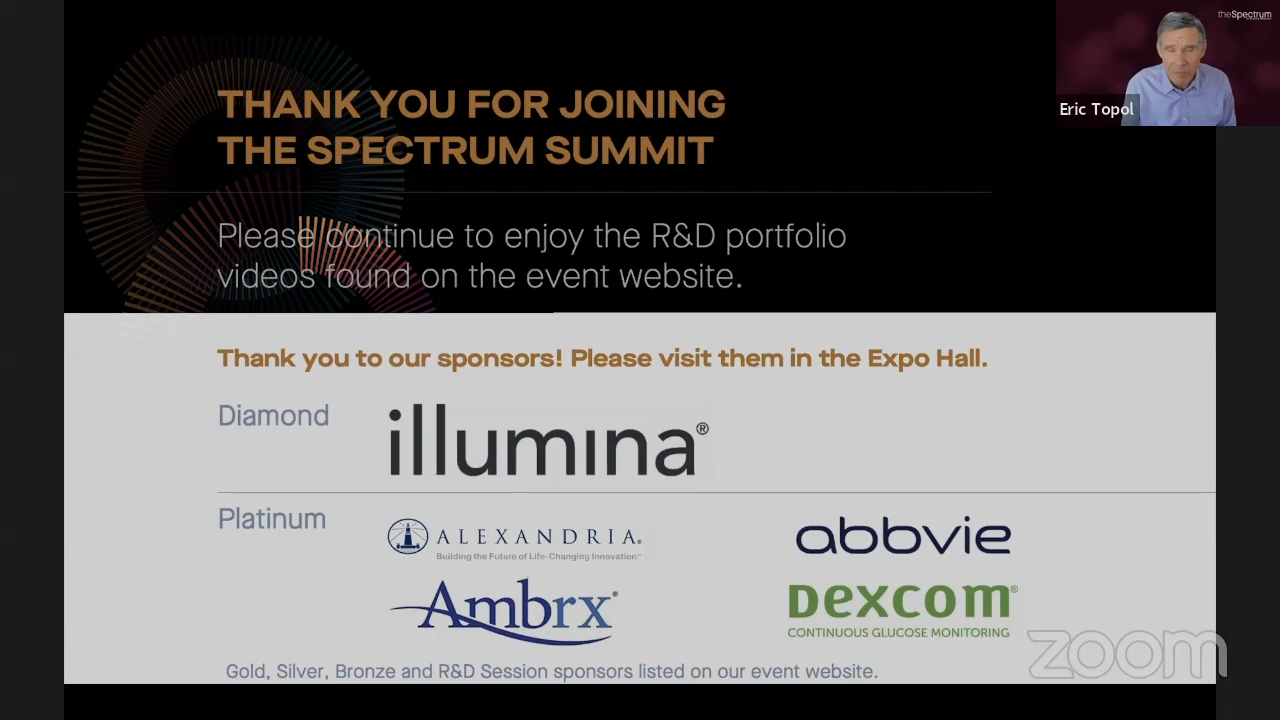 theSpectrum
Eric Topol
THANK YOU FOR JOINING
THE SPECTRUM SUMMIT
Please continue to enjoy the R&D portfolio
videos found on the event website.
Thank you to our sponsors! Please visit them in the Expo Hall.
Diamond
illumina®
Platinum
ALEXANDRIA®
Building the Future of Life-Changing Innovation™
abbvie
Ambrx®
Dexcom®
CONTINUOUS GLUCOSE MONITORING
zoom
Gold, Silver, Bronze and R&D Session sponsors listed on our event website.